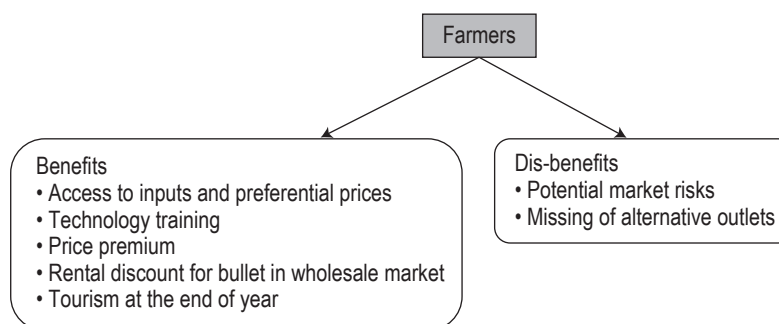 Farmers
Benefits
• Access to inputs and preferential prices
• Technology training
• Price premium
• Rental discount for bullet in wholesale market
• Tourism at the end of year
Dis-benefits
• Potential market risks
• Missing of alternative outlets